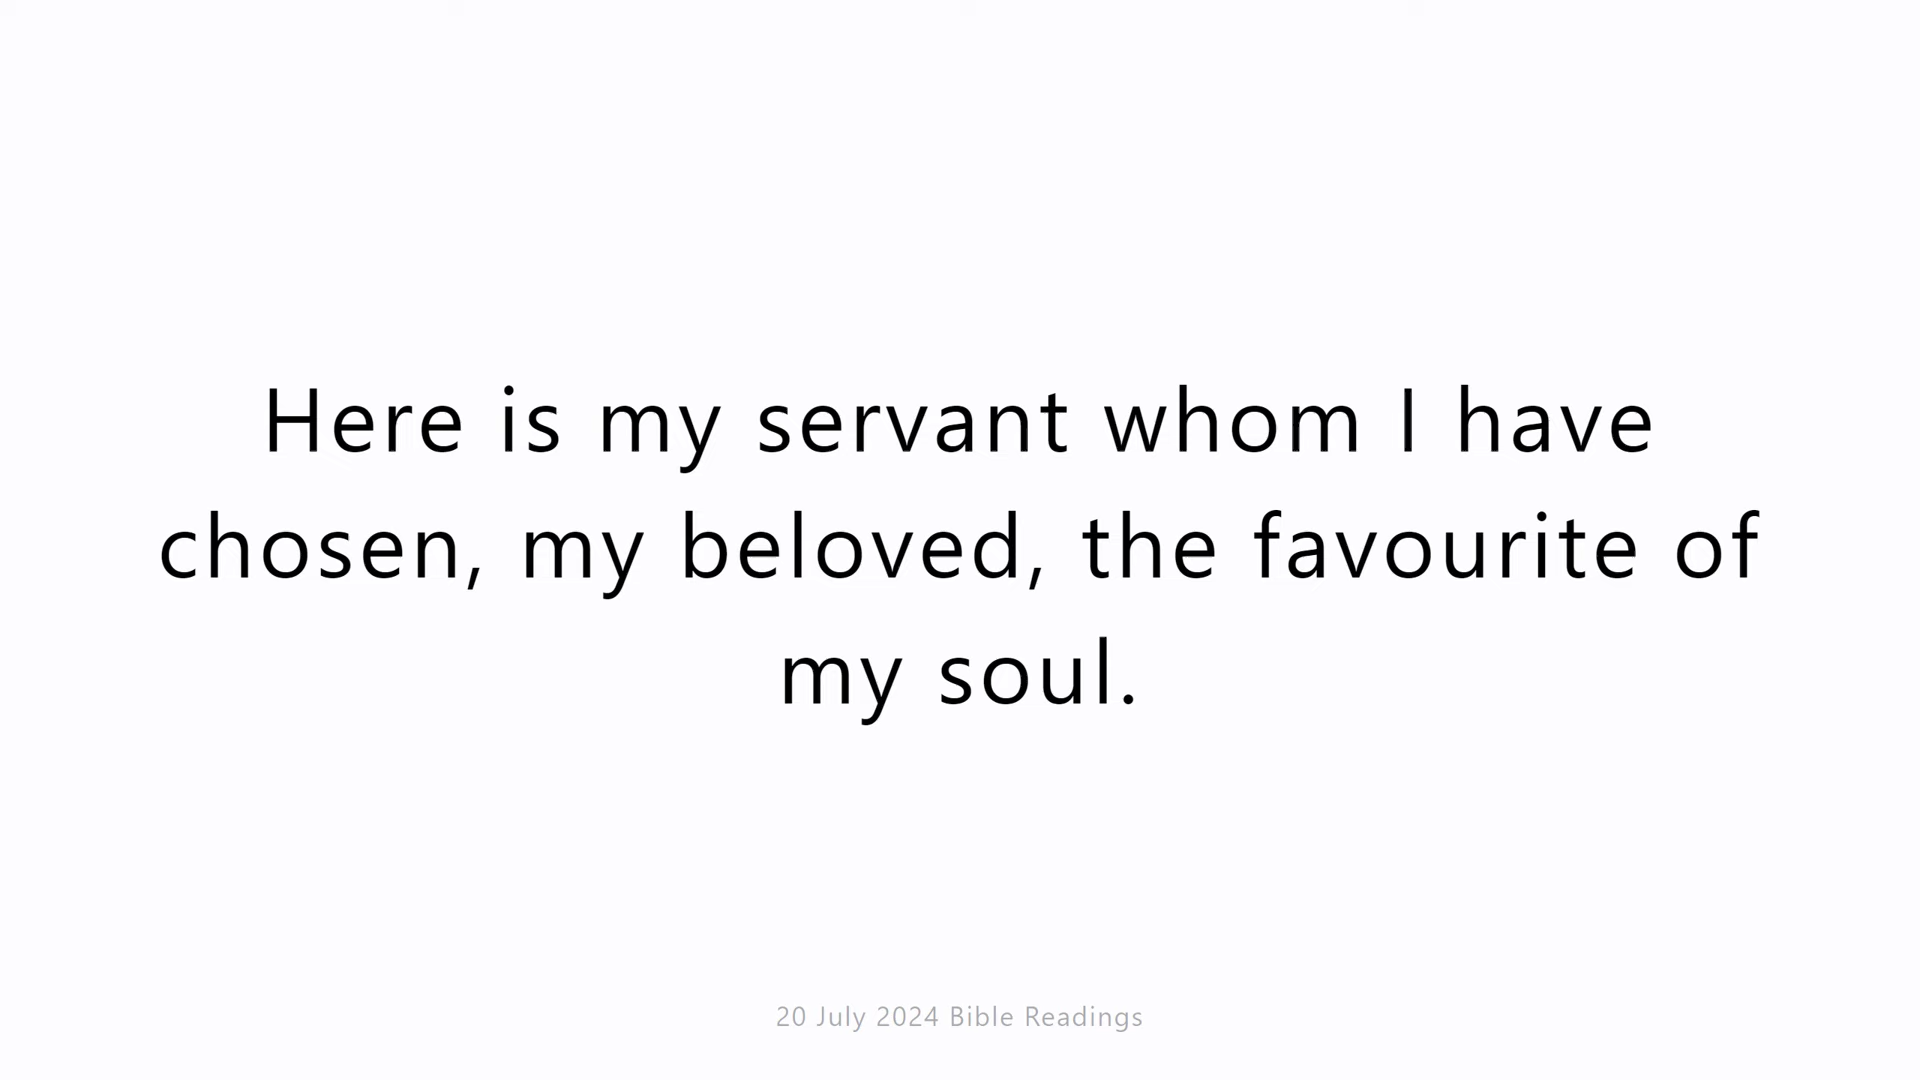 Here is my servant whom I have
chosen, my beloved, the favourite of
my soul.
20 July 2024 Bible Readings